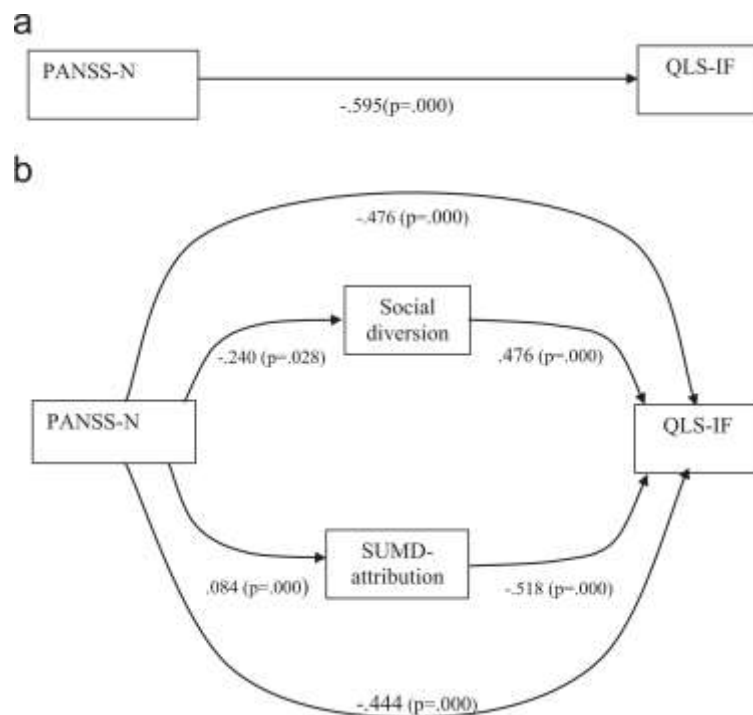 a
PANSS-N
QLS-IF
-.595(p=.000)
b
-.476 (p=.000)
Social
diversion
-.240 (p=.028)
.476 (p=.000)
PANSS-N
QLS-IF
SUMD-
attribution
.084 (p=.000)
-.518 (p=.000)
-.444 (p=.000)